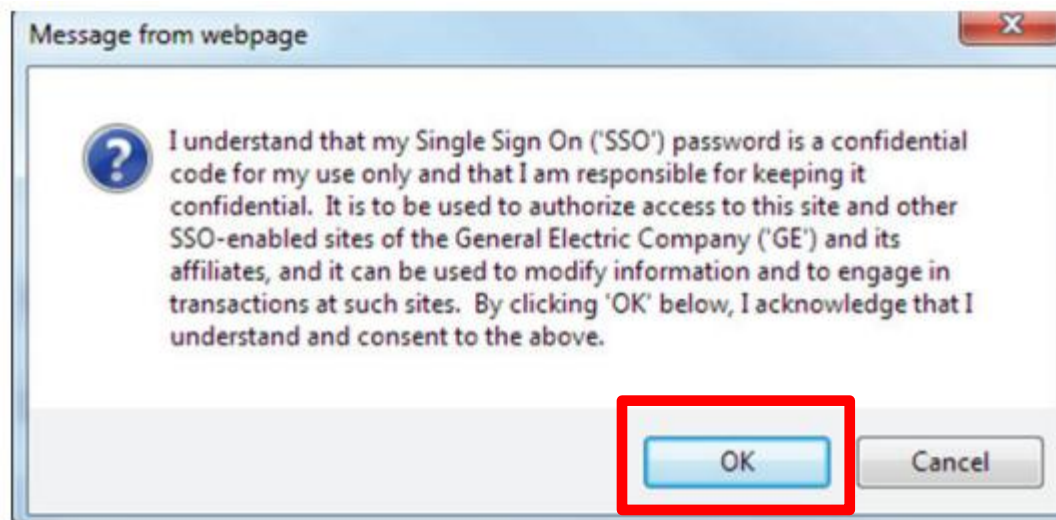 Message from webpage
I understand that my Single Sign On ('SSO') password is a confidential
code for my use only and that I am responsible for keeping it
confidential.  It is to be used to authorize access to this site and other
SSO-enabled sites of the General Electric Company ('GE') and its
affiliates, and it can be used to modify information and to engage in
transactions at such sites.  By clicking 'OK' below, I acknowledge that I
understand and consent to the above.
OK Cancel